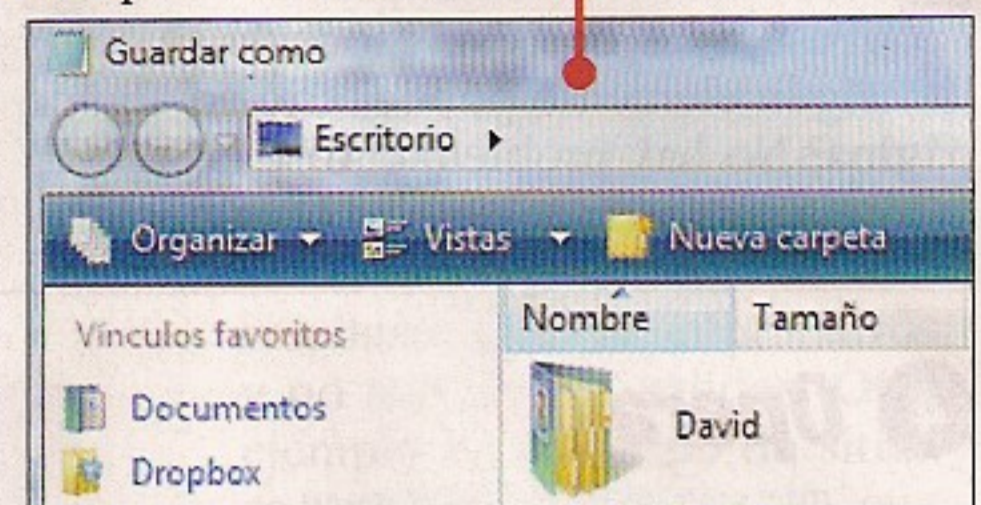 Guardar como
Escritorio
Organizar Vistas Nueva carpeta
Vínculos favoritos
Nombre Tamaño
Documentos
David
Dropbox